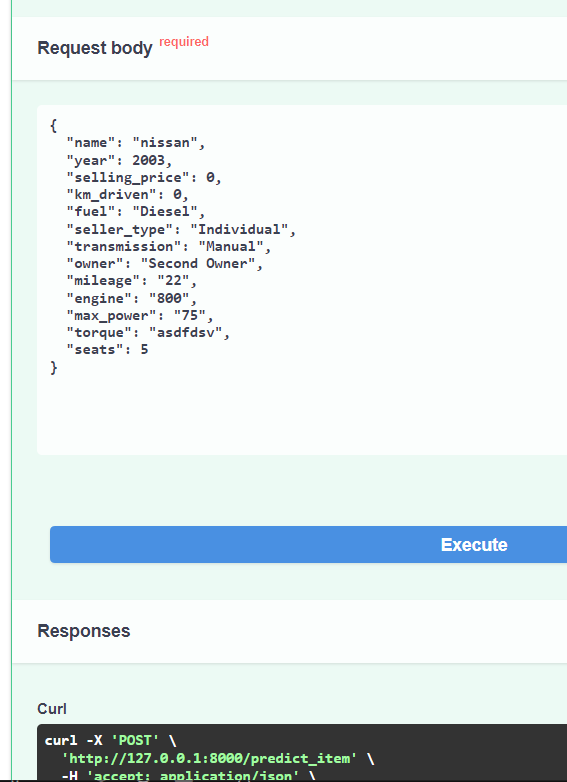 Request body required
{
  "name": "nissan",
  "year": 2003,
  "selling_price": 0,
  "km_driven": 0,
  "fuel": "Diesel",
  "seller_type": "Individual",
  "transmission": "Manual",
  "owner": "Second Owner",
  "mileage": "22",
  "engine": "800",
  "max_power": "75",
  "torque": "asdfdsv",
  "seats": 5
}
Execute
Responses
Curl
curl -X 'POST' \
  'http://127.0.0.1:8000/predict_item' \
  -H 'accept: application/json' \